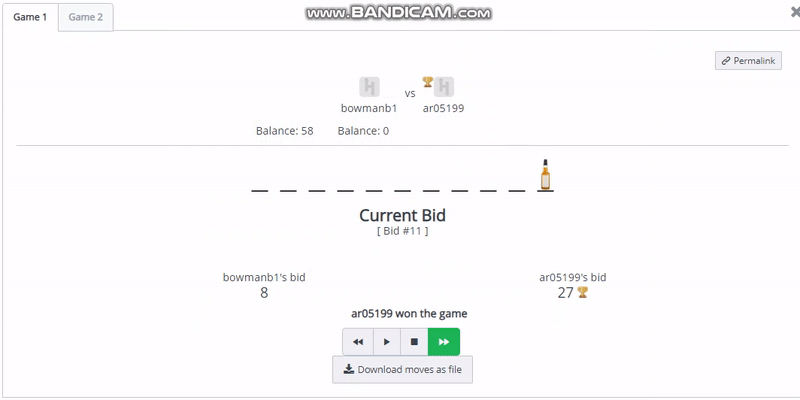 www.BANDICAM.com
Game 1
Game 2
Permalink
bowmanb1
vs
ar05199
Balance: 58
Balance: 0
Current Bid
[ Bid #11 ]
bowmanb1's bid
8
ar05199's bid
27
ar05199 won the game
Download moves as file